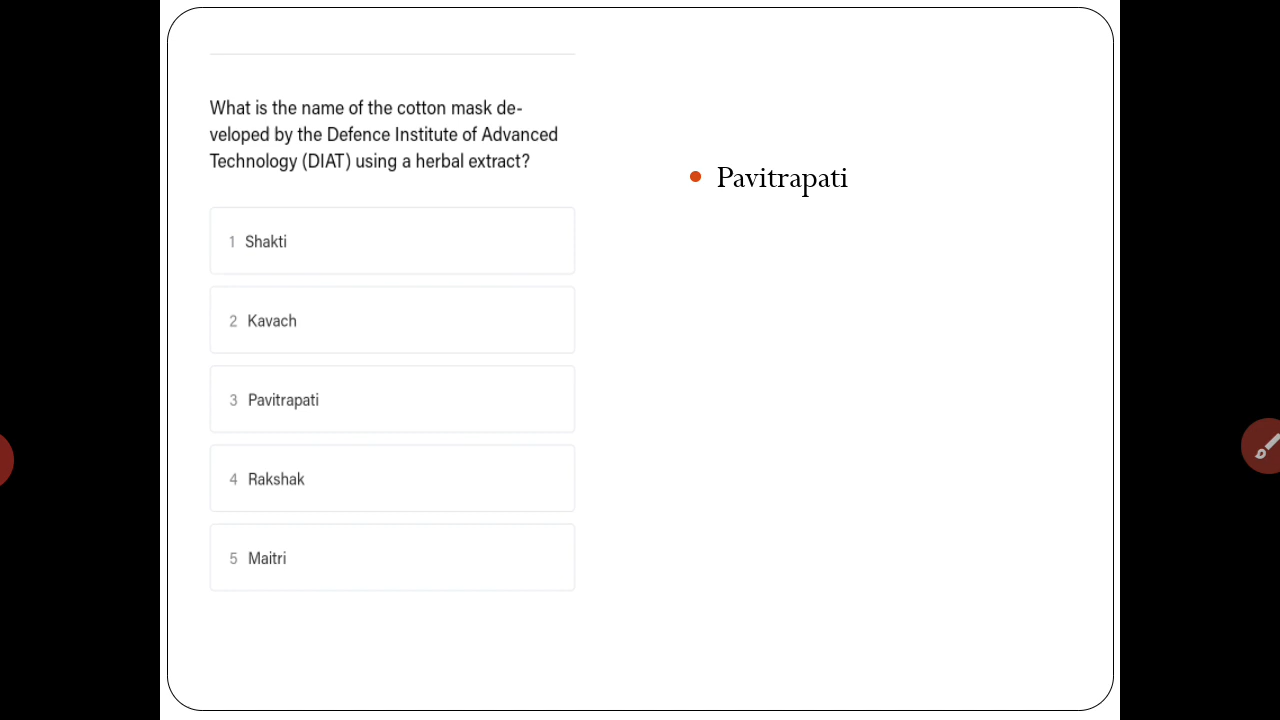 What is the name of the cotton mask de-
veloped by the Defence Institute of Advanced
Technology (DIAT) using a herbal extract?
1 Shakti
2 Kavach
3 Pavitrapati
4 Rakshak
5 Maitri
Pavitrapati